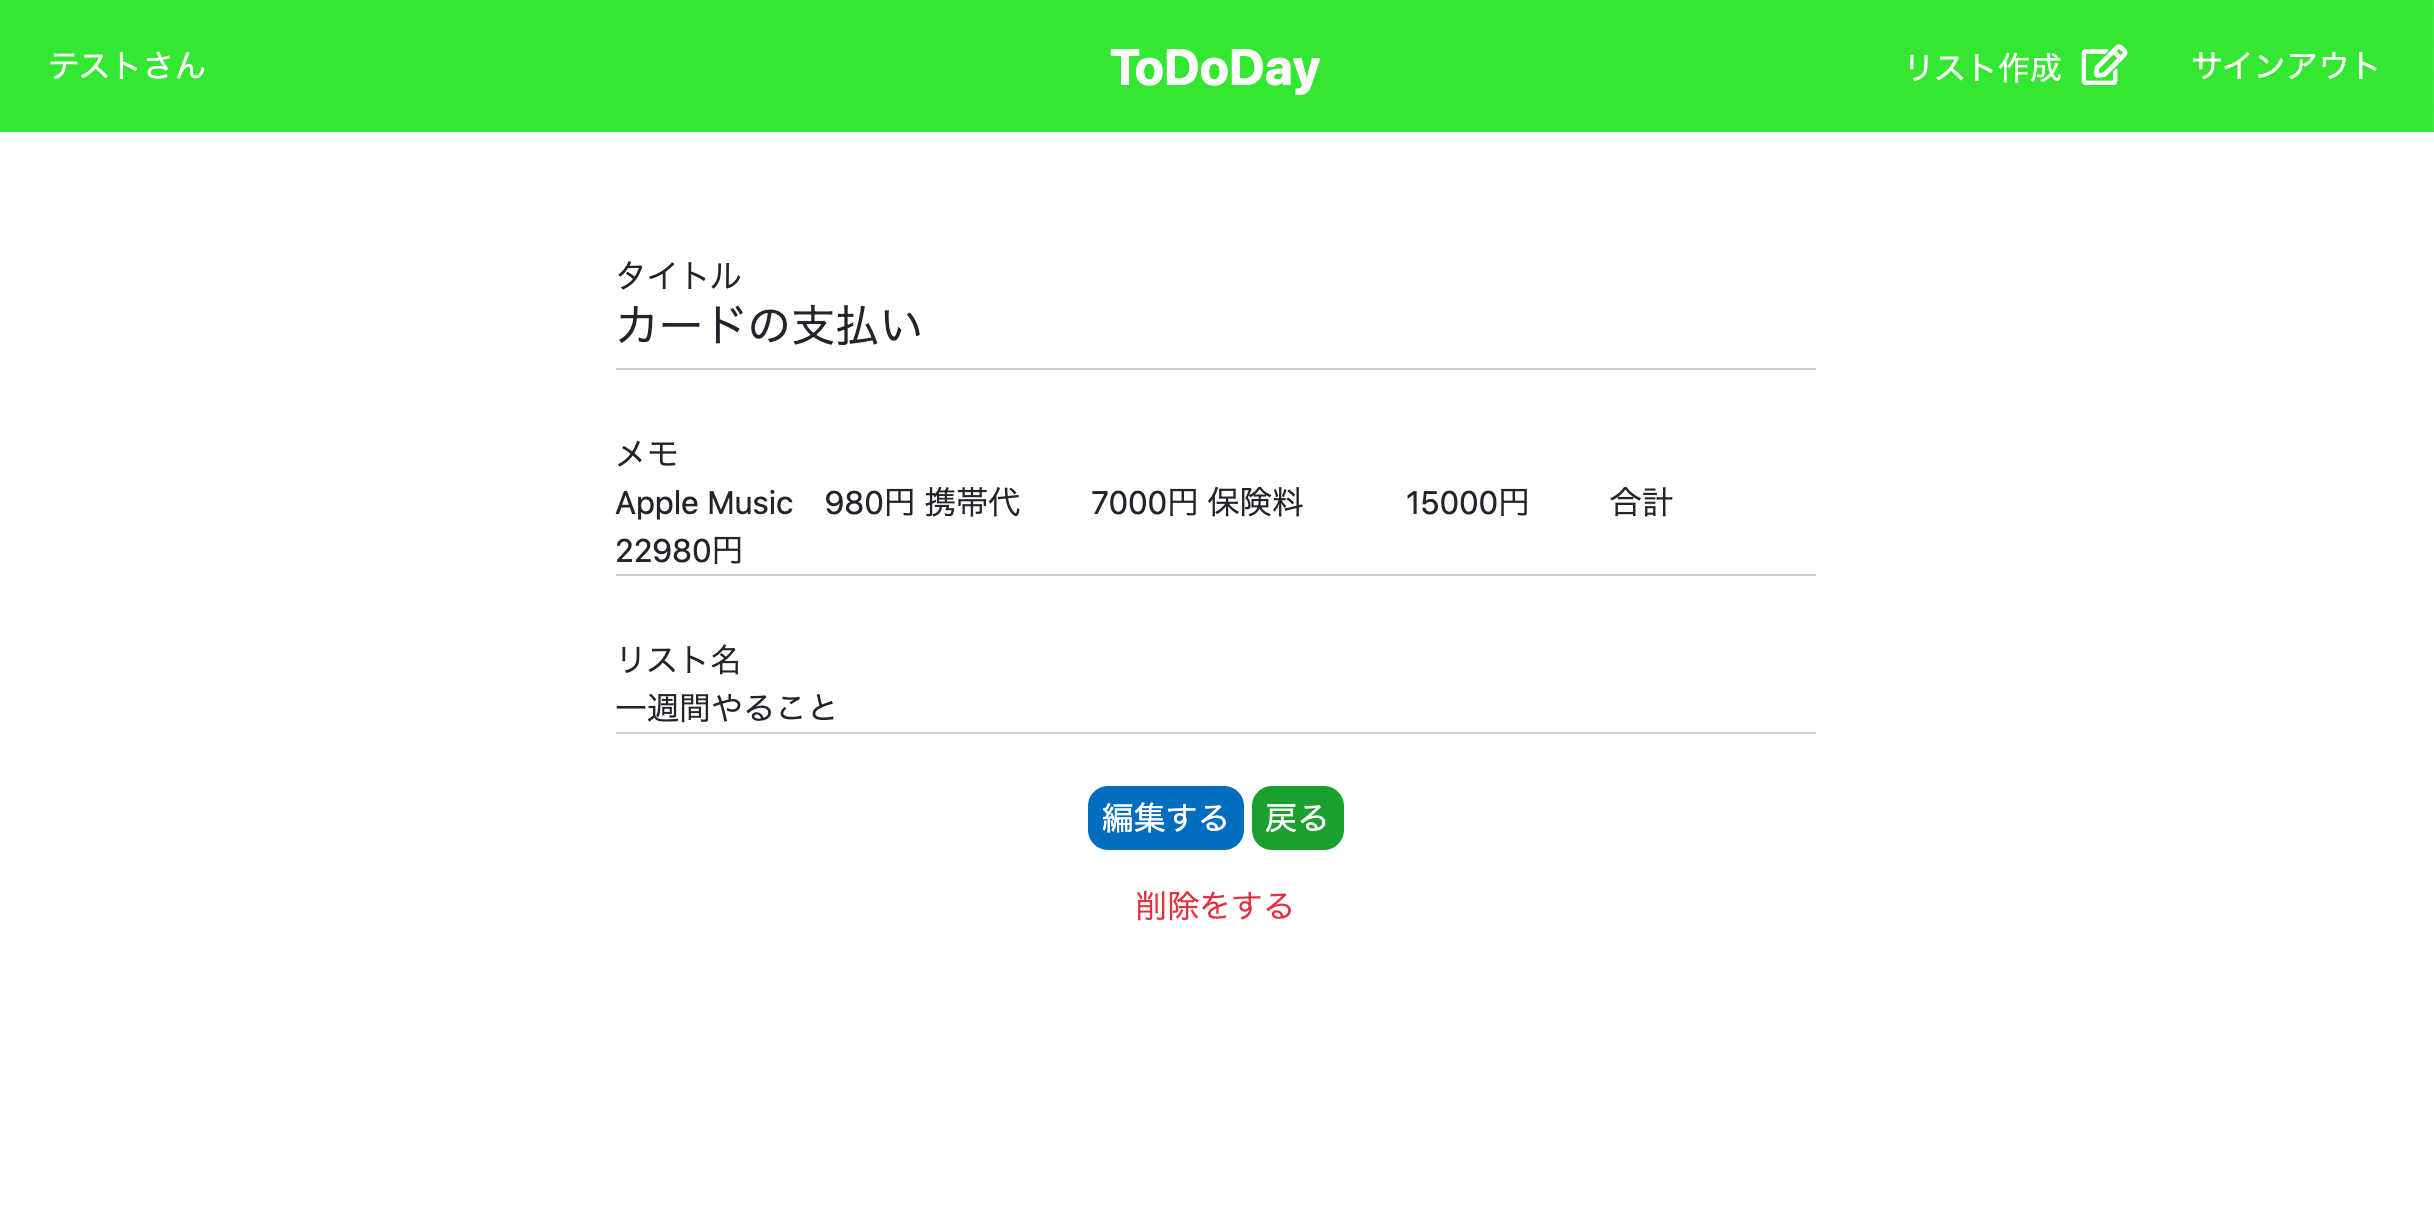 テストさん ToDoDay リスト作成 サインアウト
タイトル
カードの支払い
メモ
Apple Music　980円 携帯代　　7000円 保険料　　　15000円　　 合計
22980円
リスト名
一週間やること
編集する 戻る
削除をする